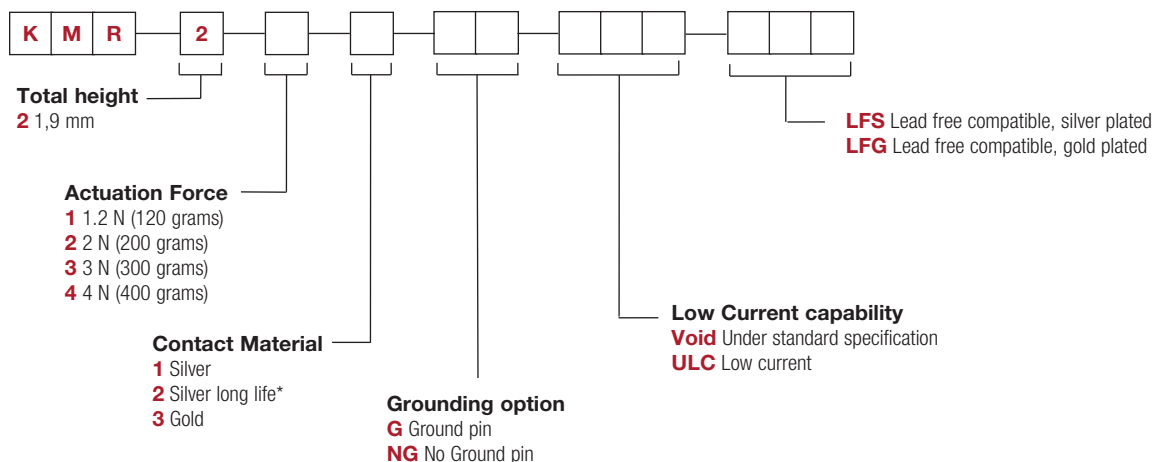 K M R 2
Total height
2 1,9 mm
LFS Lead free compatible, silver plated
LFG Lead free compatible, gold plated
Actuation Force
1 1.2 N (120 grams)
2 2 N (200 grams)
3 3 N (300 grams)
4 4 N (400 grams)
Low Current capability
Void Under standard specification
ULC Low current
Contact Material
1 Silver
2 Silver long life*
3 Gold
Grounding option
G Ground pin
NG No Ground pin